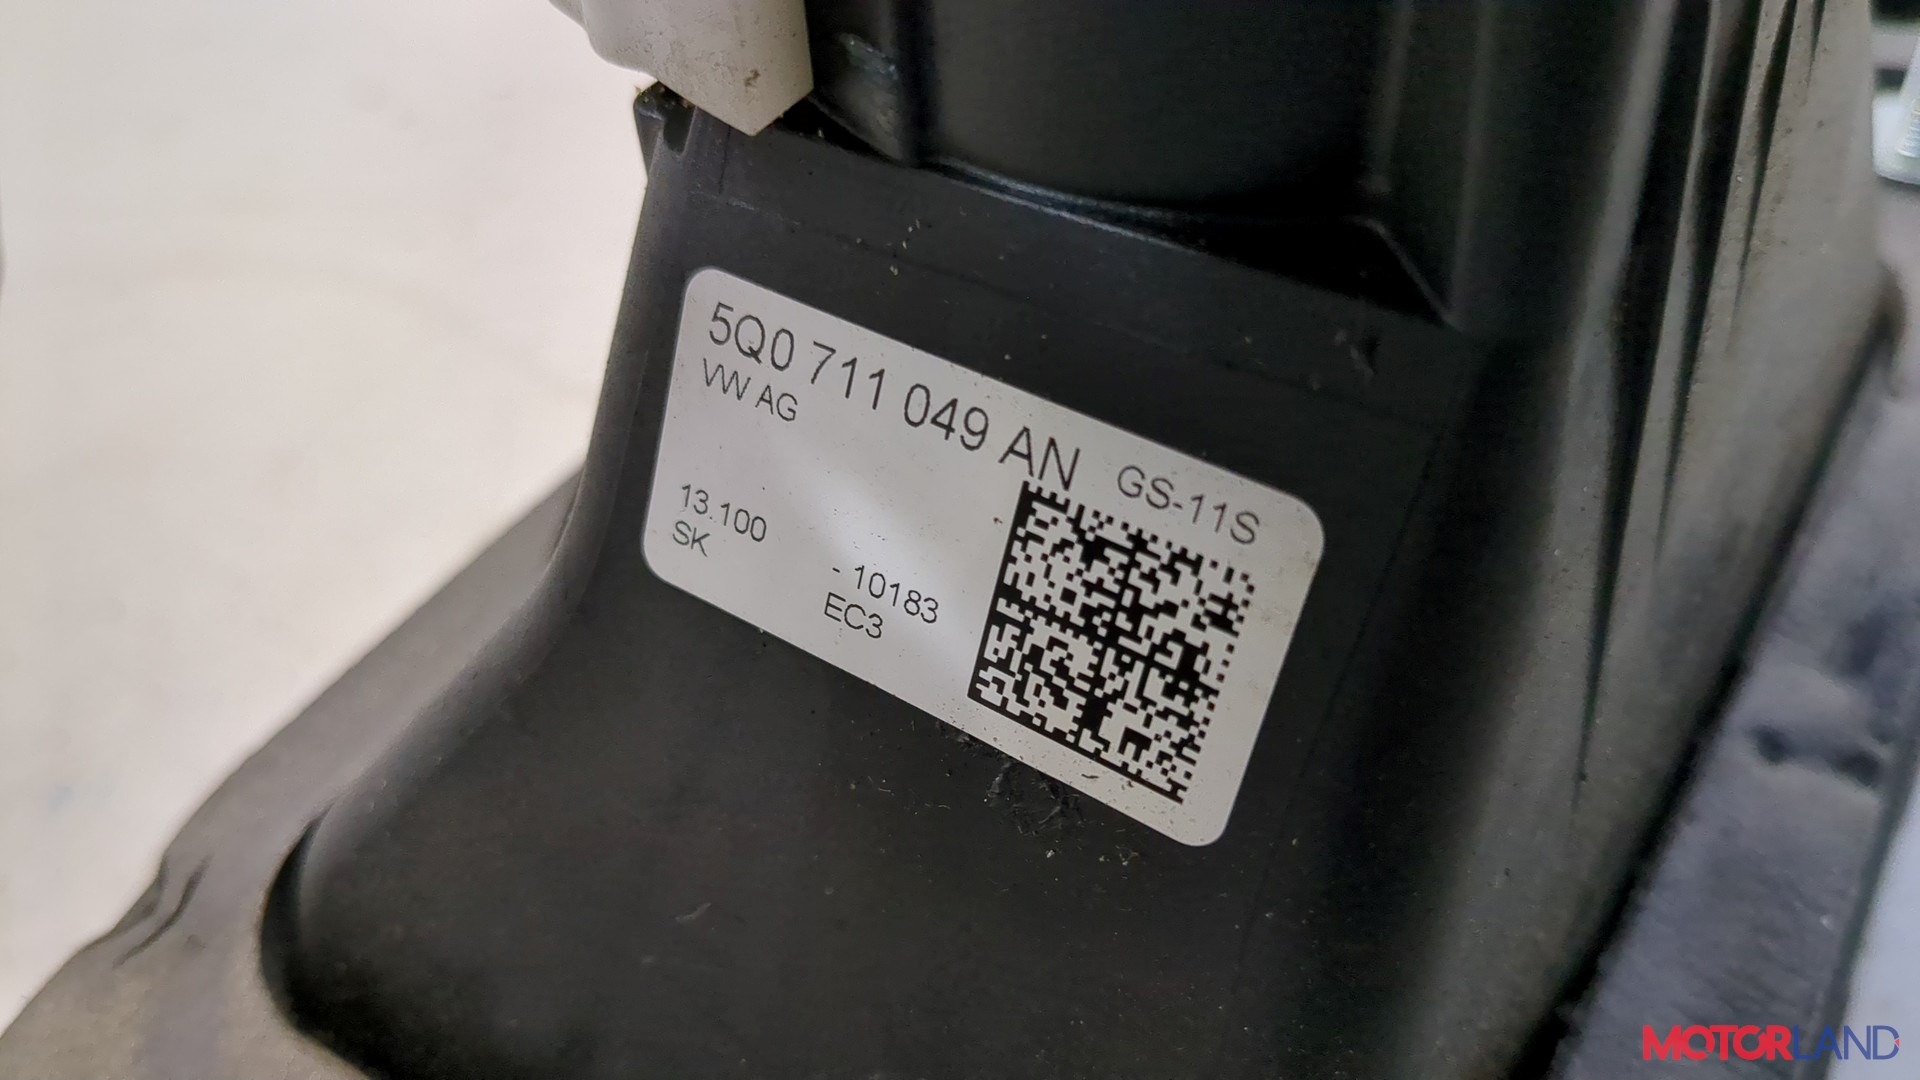 5Q0 711 049 AN
VW AG
GS-11S
13.100
SK
- 10183
EC3
MOTORLAND